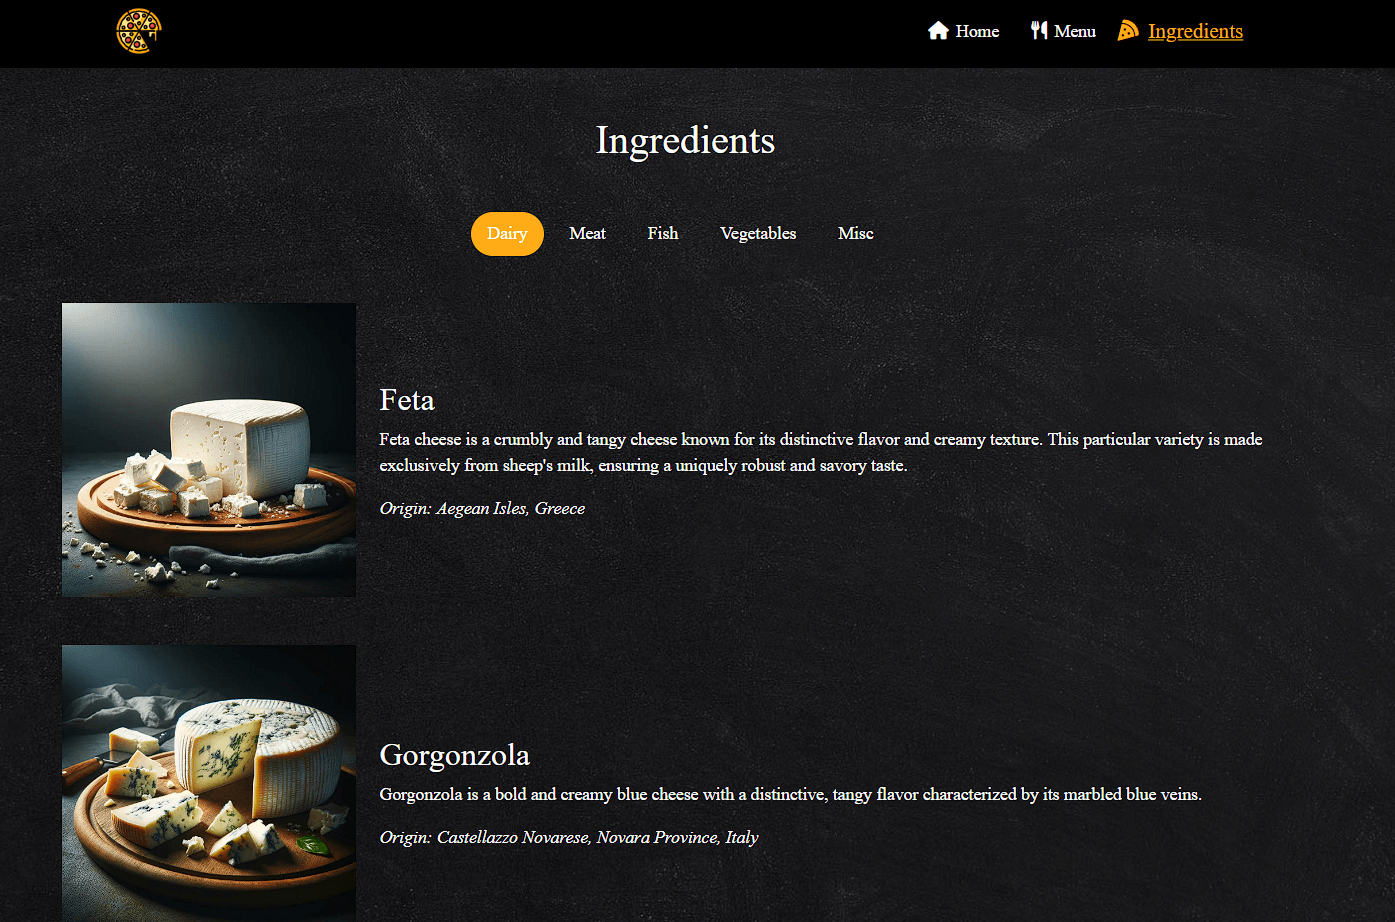 Home Menu Ingredients
Ingredients
Dairy Meat Fish Vegetables Misc
Feta
Feta cheese is a crumbly and tangy cheese known for its distinctive flavor and creamy texture. This particular variety is made
exclusively from sheep's milk, ensuring a uniquely robust and savory taste.
Origin: Aegean Isles, Greece
Gorgonzola
Gorgonzola is a bold and creamy blue cheese with a distinctive, tangy flavor characterized by its marbled blue veins.
Origin: Castellazzo Novarese, Novara Province, Italy